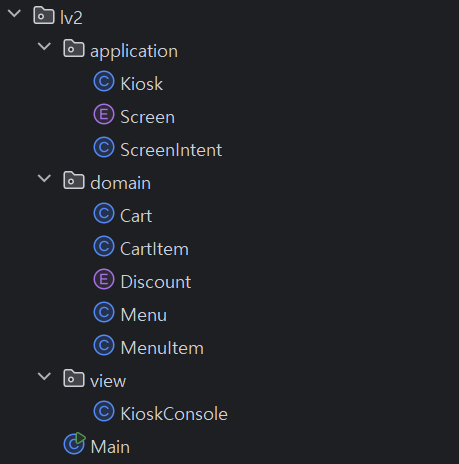 lv2
application
C Kiosk
E Screen
C ScreenIntent
domain
C Cart
C CartItem
E Discount
C Menu
C MenuItem
view
C KioskConsole
C Main